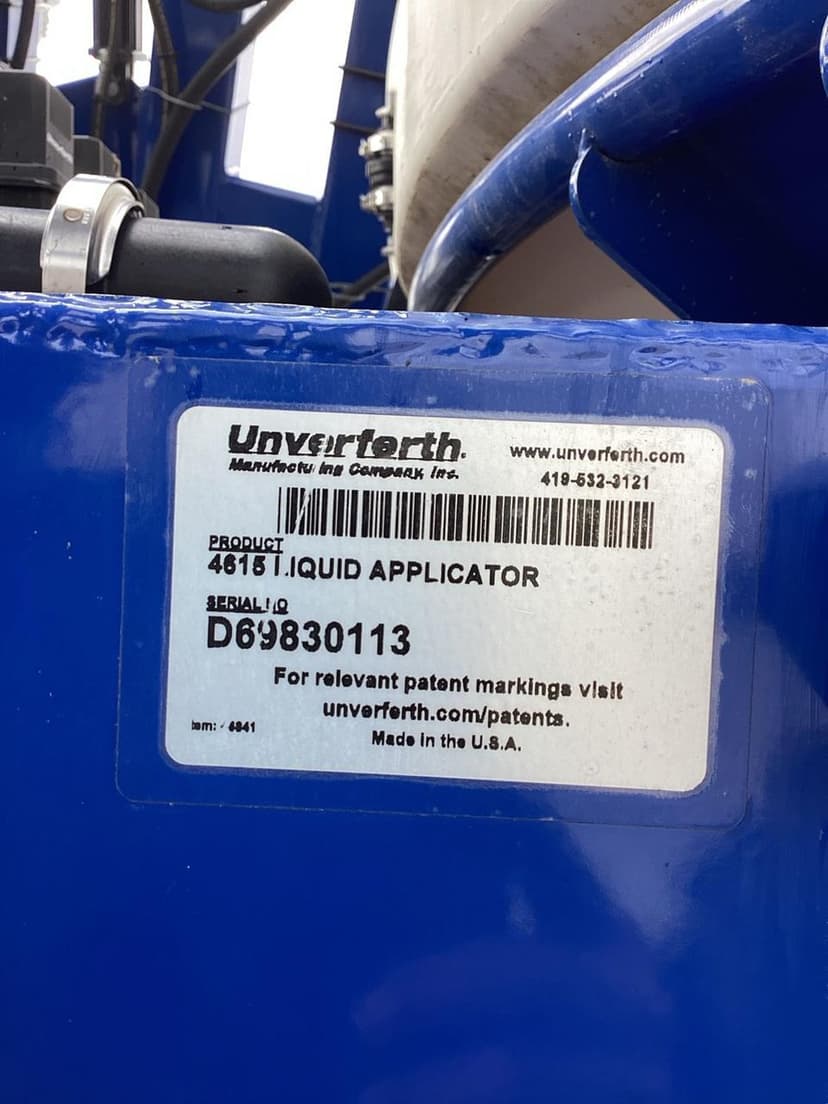 Unverferth.
Manufacturing Company, Inc.
www.unverferth.com
419-532-3121
PRODUCT
4615 LIQUID APPLICATOR
SERIAL NO
D69830113
For relevant patent markings visit
unverferth.com/patents.
Item:
Made in the U.S.A.